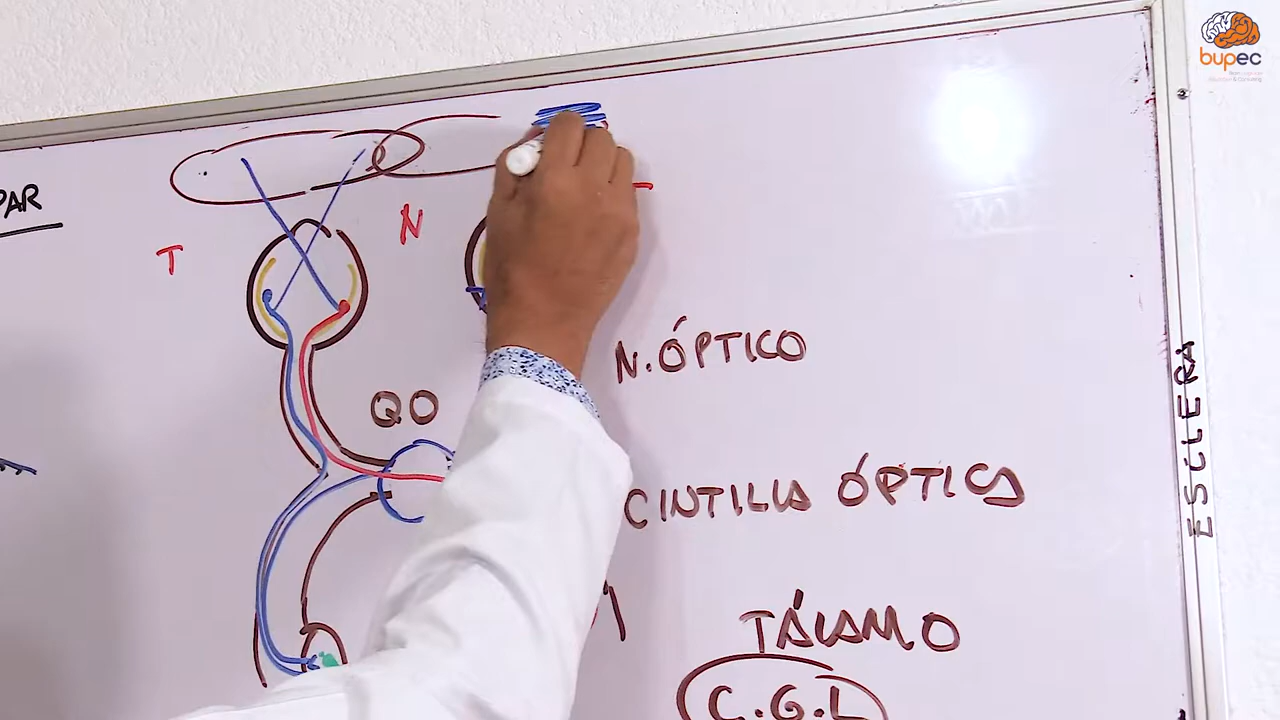 bupec
PAR
T
N
N. ÓPTICO
QO
CINTILLA ÓPTICA
ESCLERA
TÁLAMO
C.G.L